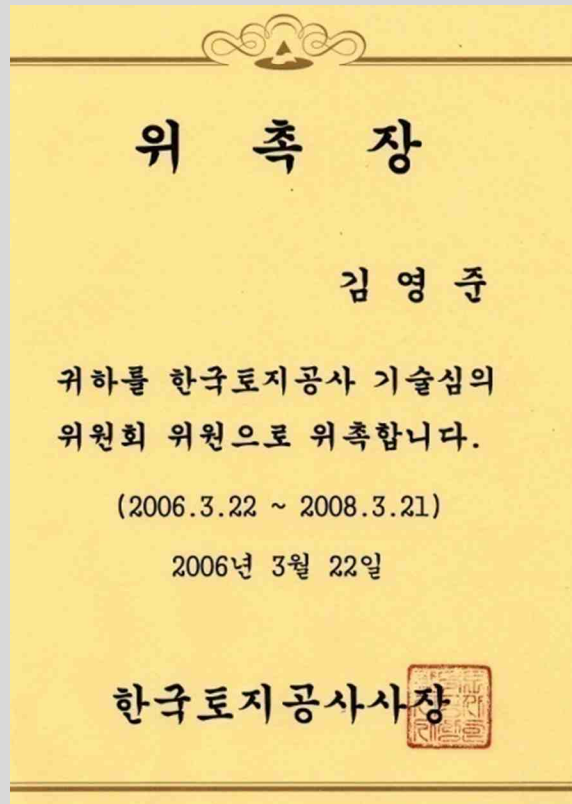 위 촉 장
김 영 준
귀하를 한국토지공사 기술심의
위원회 위원으로 위촉합니다.
(2006.3.22 ~ 2008.3.21)
2006년 3월 22일
한국토지공사사장